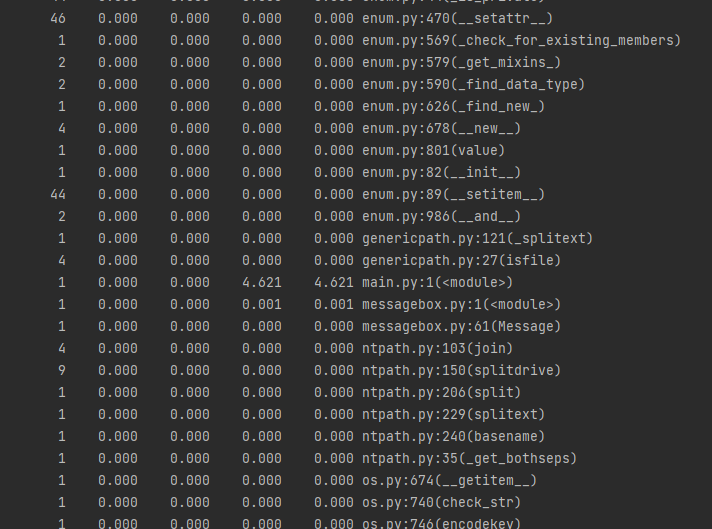 46 0.000 0.000 0.000 0.000 enum.py:470(__setattr__)
1 0.000 0.000 0.000 0.000 enum.py:569(_check_for_existing_members)
2 0.000 0.000 0.000 0.000 enum.py:579(_get_mixins_)
2 0.000 0.000 0.000 0.000 enum.py:590(_find_data_type)
1 0.000 0.000 0.000 0.000 enum.py:626(_find_new_)
4 0.000 0.000 0.000 0.000 enum.py:678(__new__)
1 0.000 0.000 0.000 0.000 enum.py:801(value)
1 0.000 0.000 0.000 0.000 enum.py:82(__init__)
44 0.000 0.000 0.000 0.000 enum.py:89(__setitem__)
2 0.000 0.000 0.000 0.000 enum.py:986(__and__)
1 0.000 0.000 0.000 0.000 genericpath.py:121(_splitext)
4 0.000 0.000 0.000 0.000 genericpath.py:27(isfile)
1 0.000 0.000 4.621 4.621 main.py:1(<module>)
1 0.000 0.000 0.001 0.001 messagebox.py:1(<module>)
1 0.000 0.000 0.000 0.000 messagebox.py:61(Message)
4 0.000 0.000 0.000 0.000 ntpath.py:103(join)
9 0.000 0.000 0.000 0.000 ntpath.py:150(splitdrive)
1 0.000 0.000 0.000 0.000 ntpath.py:206(split)
1 0.000 0.000 0.000 0.000 ntpath.py:229(splitext)
1 0.000 0.000 0.000 0.000 ntpath.py:240(basename)
1 0.000 0.000 0.000 0.000 ntpath.py:35(_get_bothseps)
1 0.000 0.000 0.000 0.000 os.py:674(__getitem__)
1 0.000 0.000 0.000 0.000 os.py:740(check_str)
1 0.000 0.000 0.000 0.000 os.py:746(encodekey)